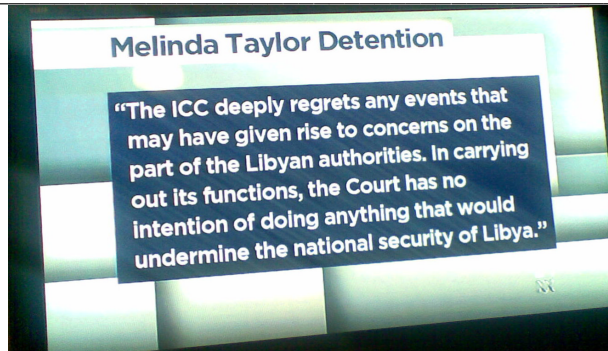 Melinda Taylor Detention
“The ICC deeply regrets any events that
may have given rise to concerns on the
part of the Libyan authorities. In carrying
out its functions, the Court has no
intention of doing anything that would
undermine the national security of Libya.”